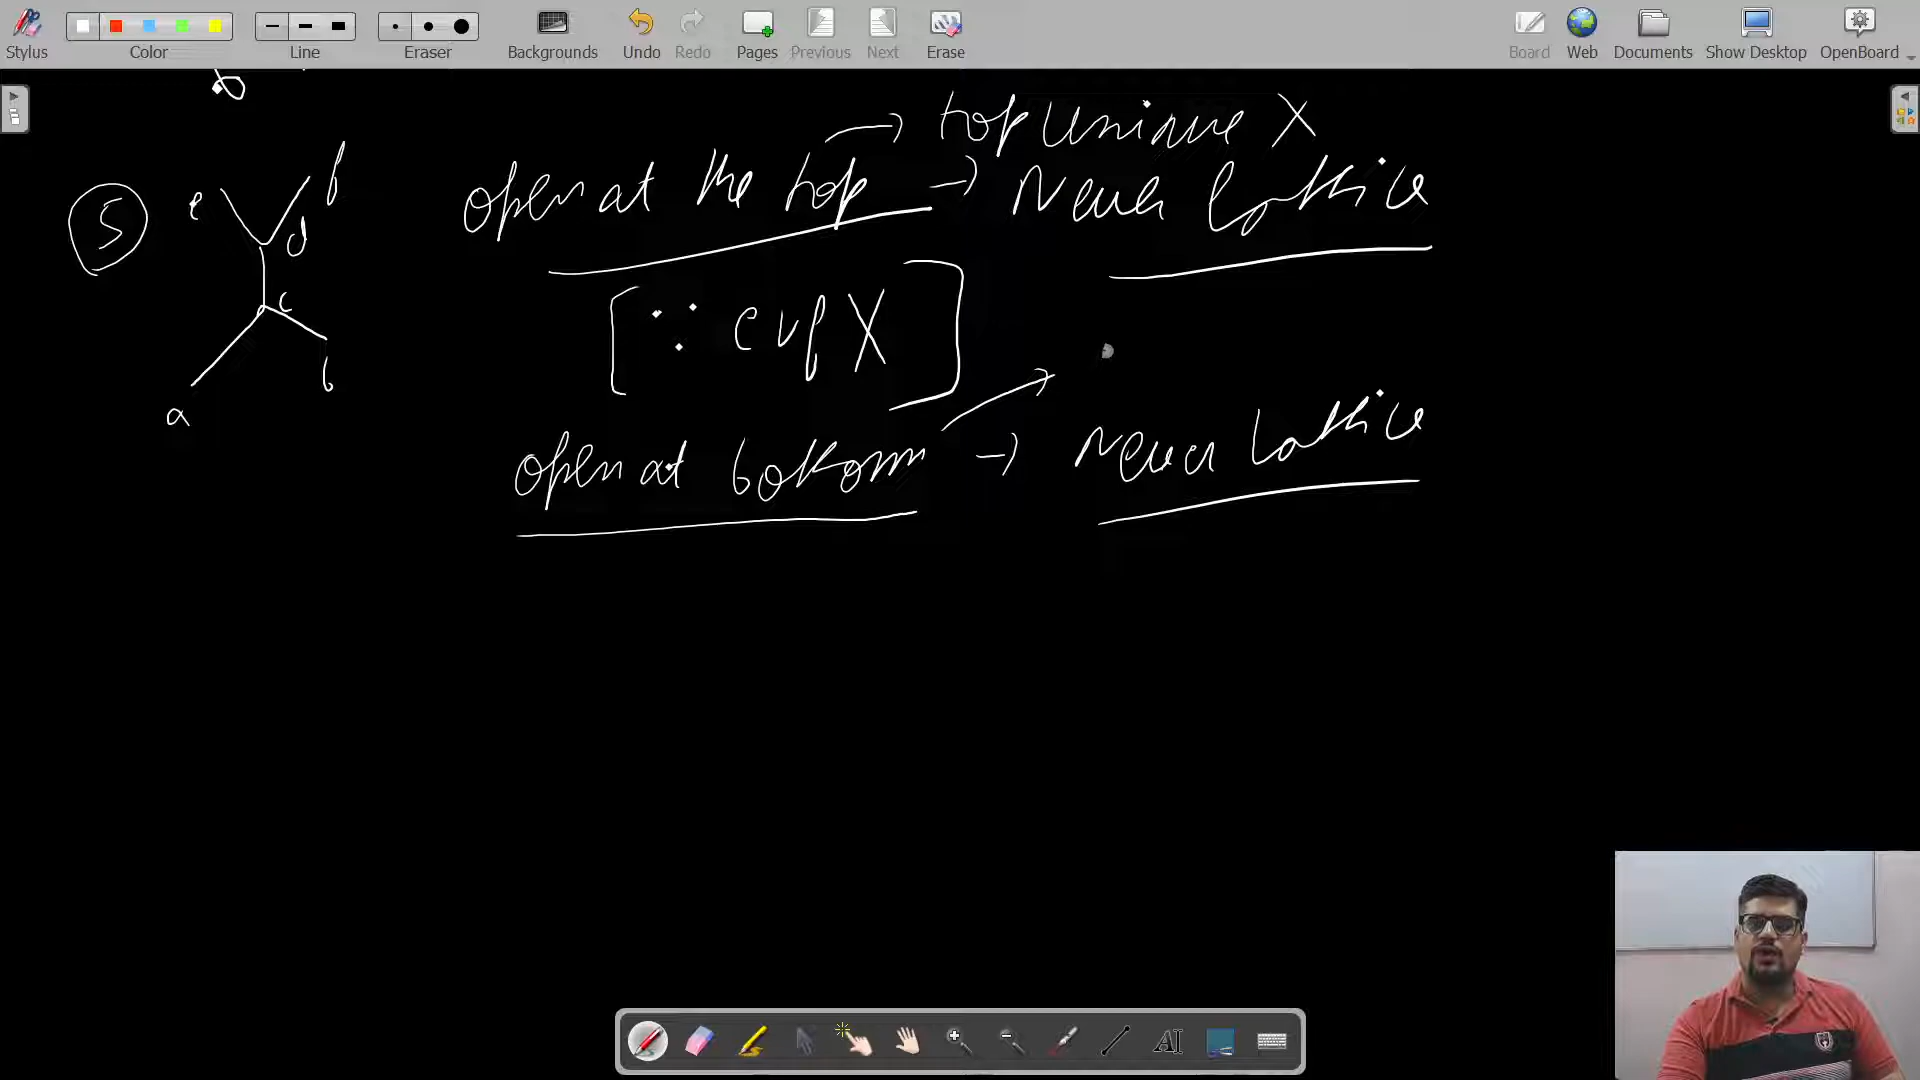 Stylus Color Line Eraser Backgrounds Undo Redo Pages Previous Next Erase Board Web Documents Show Desktop OpenBoard
b
→ top unique X
5 e f d c a b
open at the top → Never lattice
[∵ e v f X]
open at bottom → Never lattice